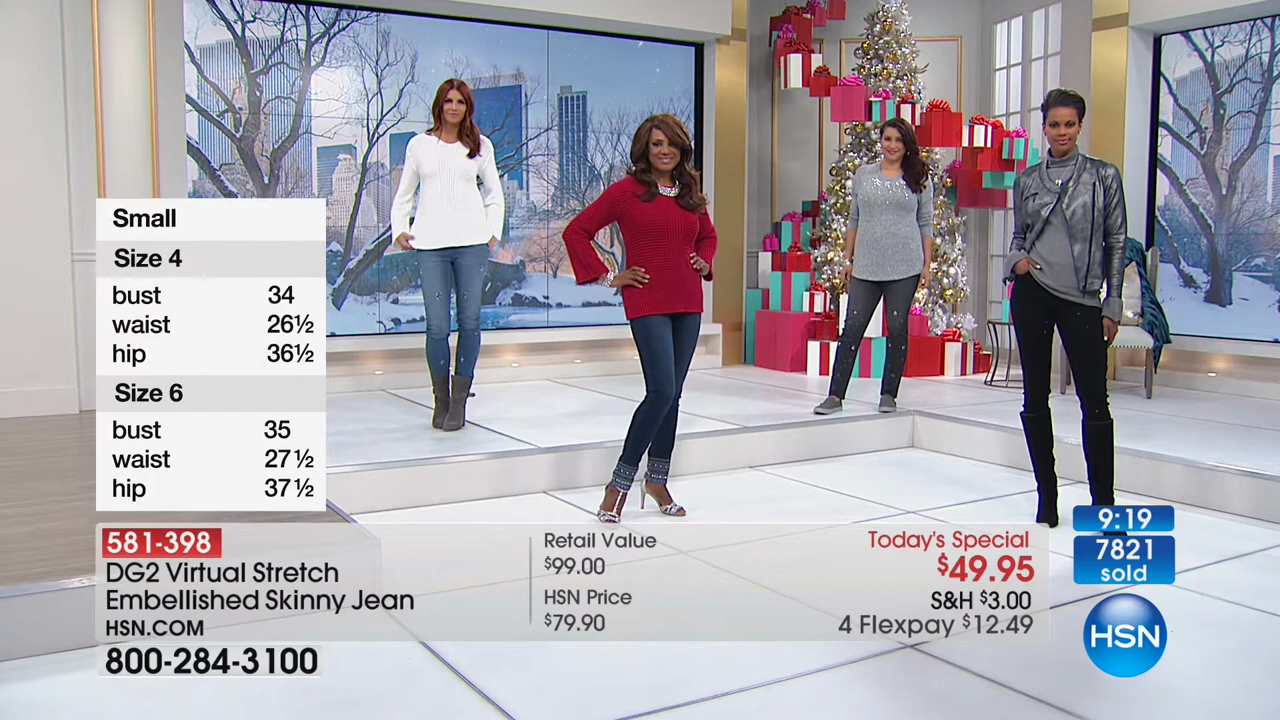 Small
Size 4
bust 34
waist 26½
hip 36½
Size 6
bust 35
waist 27½
hip 37½
581-398
DG2 Virtual Stretch
Embellished Skinny Jean
HSN.COM
800-284-3100
Retail Value
$99.00
HSN Price
$79.90
Today's Special
$49.95
S&H $3.00
4 Flexpay $12.49
9:19
7821
sold
HSN